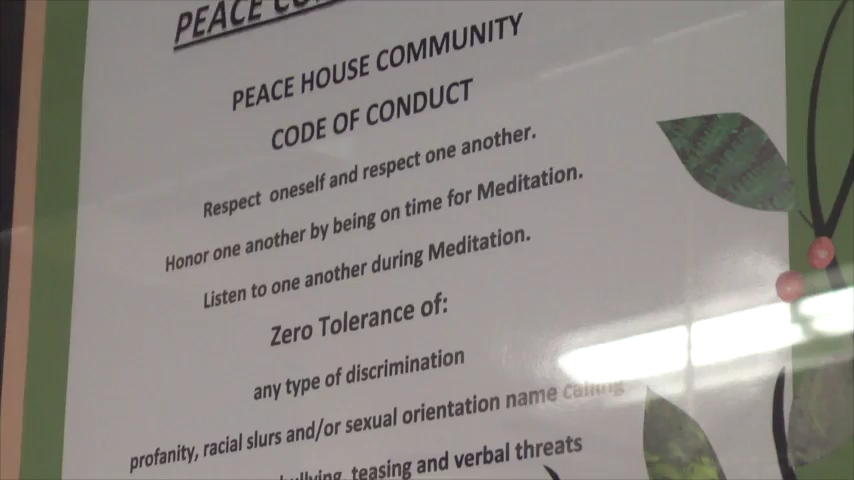 PEACE
PEACE HOUSE COMMUNITY
CODE OF CONDUCT
Respect oneself and respect one another.
Honor one another by being on time for Meditation.
Listen to one another during Meditation.
Zero Tolerance of:
any type of discrimination
profanity, racial slurs and/or sexual orientation name calling
bullying, teasing and verbal threats